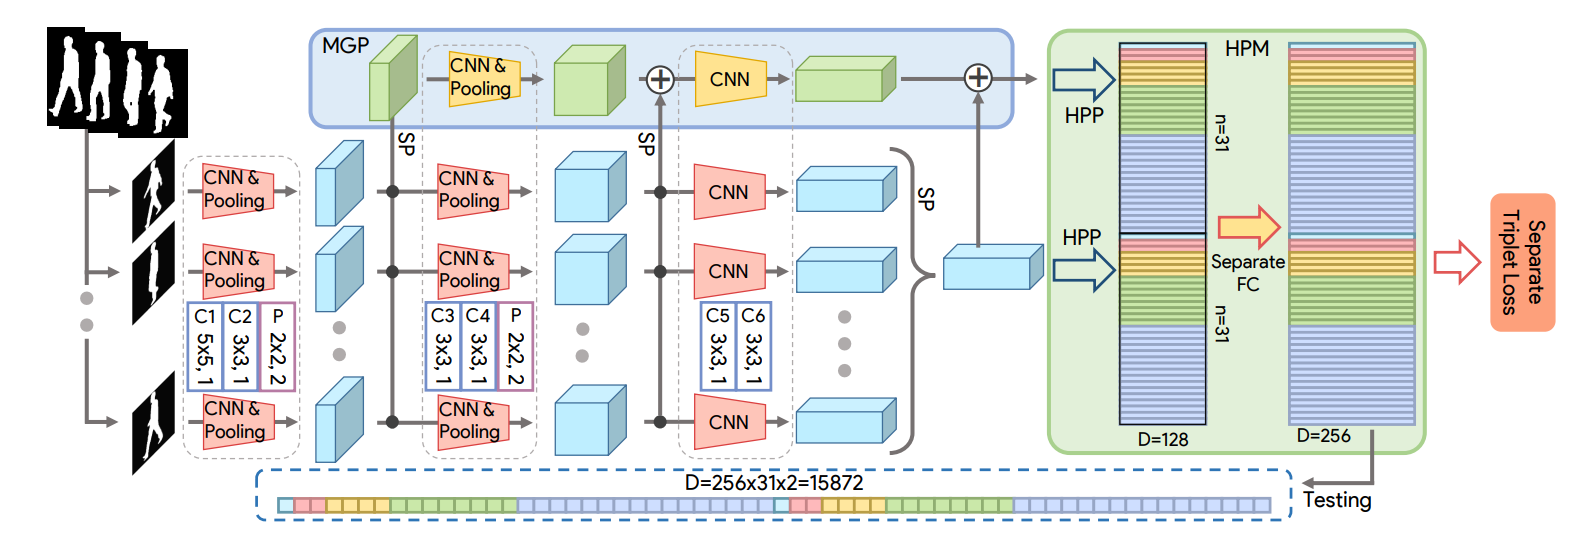 MGP
HPM
CNN &
Pooling
CNN
SP
SP
HPP
n=31
CNN &
Pooling
CNN &
Pooling
CNN
SP
CNN &
Pooling
CNN &
Pooling
CNN
HPP
Separate
FC
Separate
Triplet Loss
C1
5x5, 1
C2
3x3, 1
P
2x2, 2
C3
3x3, 1
C4
3x3, 1
P
2x2, 2
C5
3x3, 1
C6
3x3, 1
n=31
CNN &
Pooling
CNN &
Pooling
CNN
D=128
D=256
D=256x31x2=15872
Testing